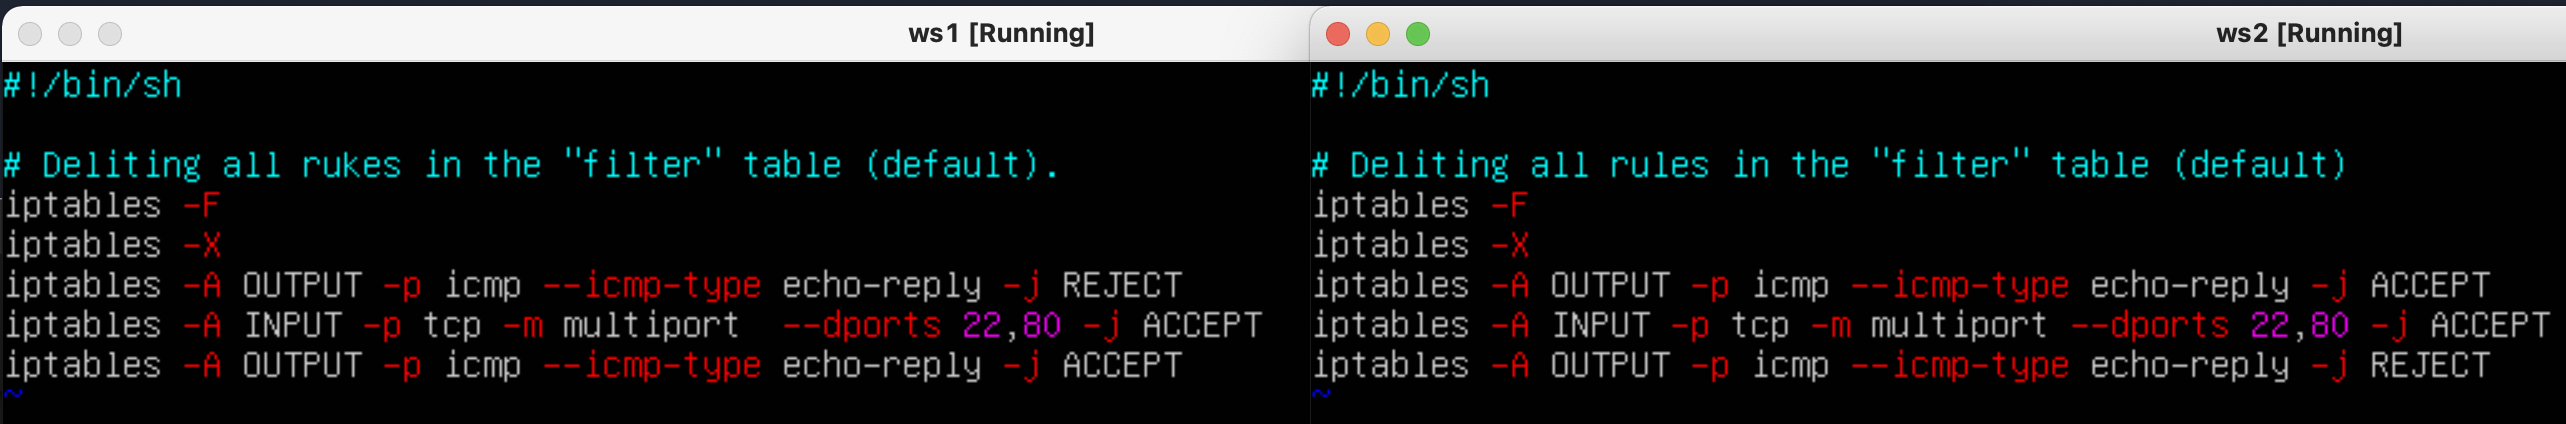 ws1 [Running]
#!/bin/sh
# Deliting all rukes in the "filter" table (default).
iptables -F
iptables -X
iptables -A OUTPUT -p icmp --icmp-type echo-reply -j REJECT
iptables -A INPUT -p tcp -m multiport  --dports 22,80 -j ACCEPT
iptables -A OUTPUT -p icmp --icmp-type echo-reply -j ACCEPT
~
ws2 [Running]
#!/bin/sh
# Deliting all rules in the "filter" table (default)
iptables -F
iptables -X
iptables -A OUTPUT -p icmp --icmp-type echo-reply -j ACCEPT
iptables -A INPUT -p tcp -m multiport --dports 22,80 -j ACCEPT
iptables -A OUTPUT -p icmp --icmp-type echo-reply -j REJECT
~